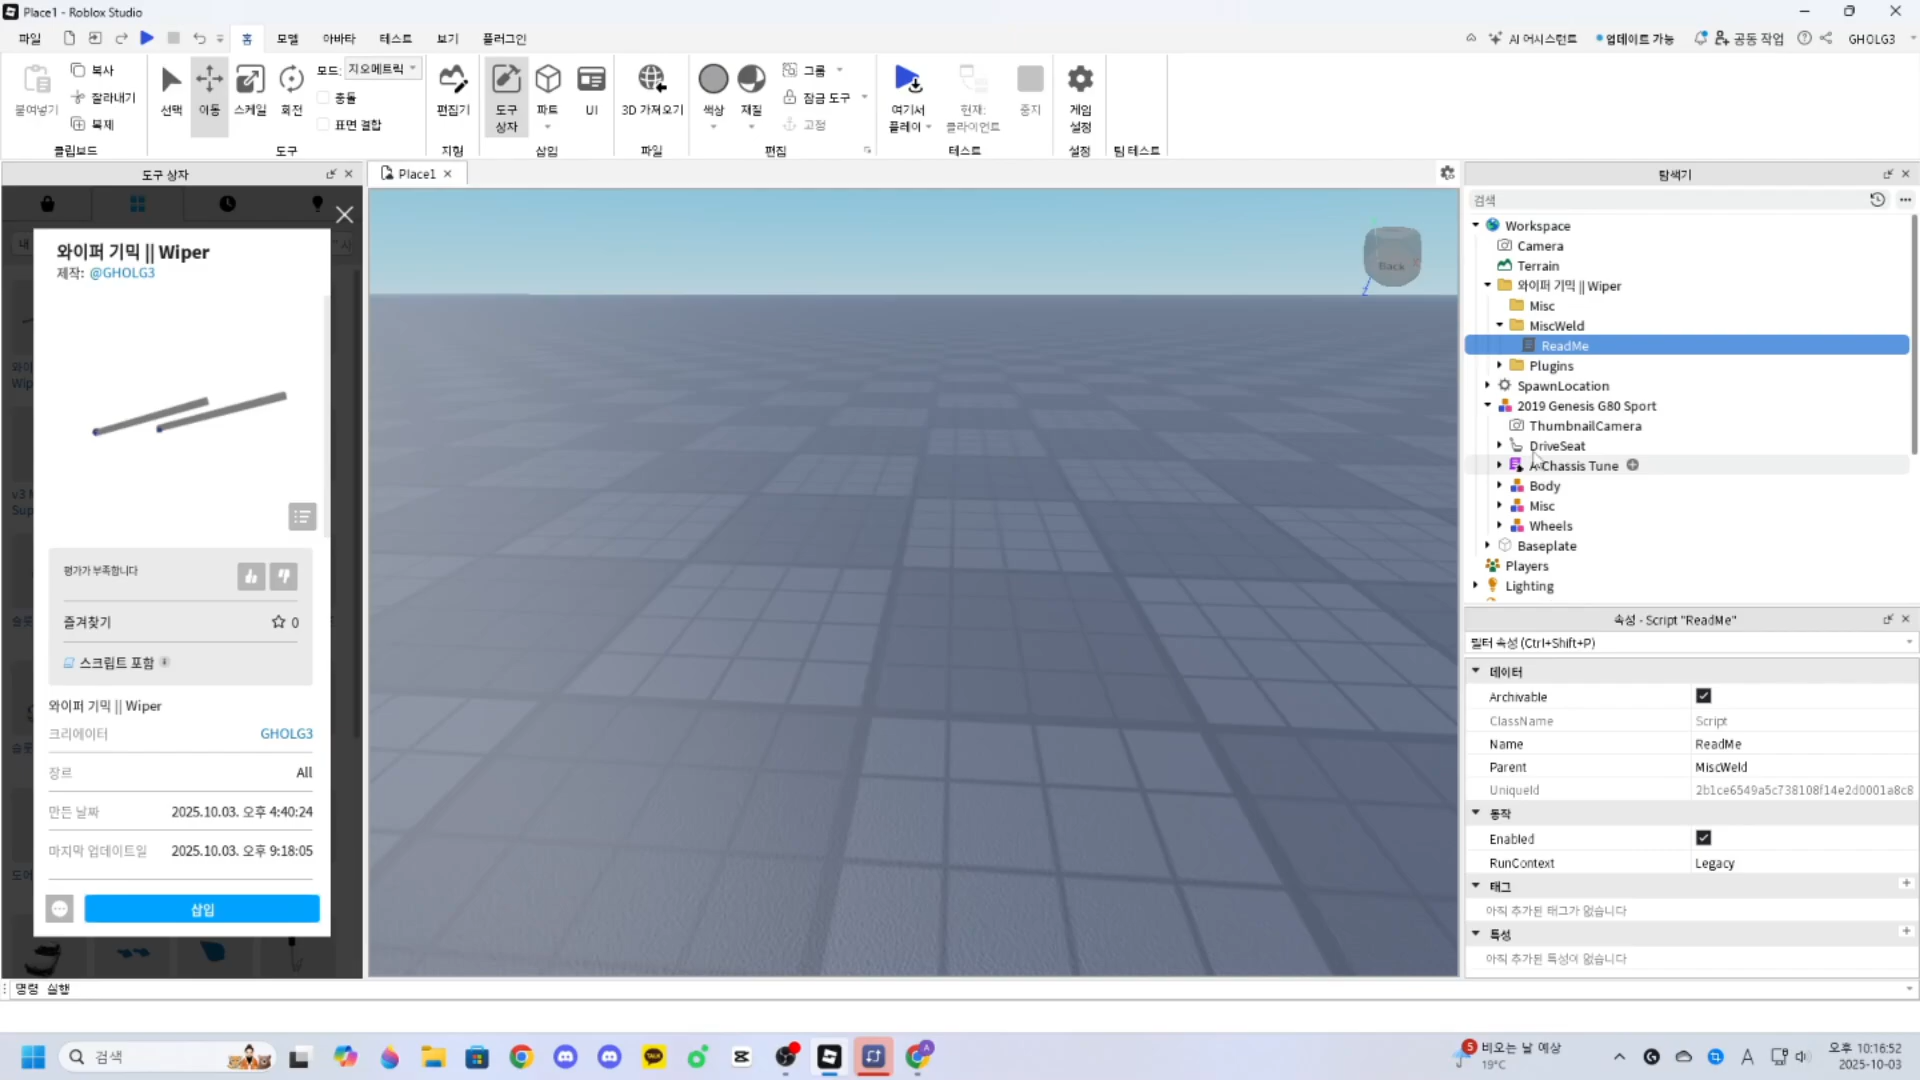 Place1 - Roblox Studio
파일
홈
모델
아바타
테스트
보기
플러그인
AI 어시스턴트
업데이트 가능
공동 작업
GHOLG3
붙여넣기
복사
잘라내기
복제
클립보드
선택
이동
스케일
회전
모드: 지오메트릭
충돌
표면 결합
도구
편집기
지형
도구
상자
파트
UI
삽입
3D 가져오기
파일
색상
재질
그룹
잠금 도구
고정
편집
여기서
플레이
현재:
클라이언트
중지
테스트
게임
설정
설정
팀 테스트
도구 상자
와이퍼 기믹 || Wiper
제작: @GHOLG3
평가가 부족합니다
즐겨찾기
0
스크립트 포함
와이퍼 기믹 || Wiper
크리에이터
GHOLG3
장르
All
만든 날짜
2025.10.03. 오후 4:40:24
마지막 업데이트일
2025.10.03. 오후 9:18:05
삽입
Place1
Back
Z
탐색기
검색
Workspace
Camera
Terrain
와이퍼 기믹 || Wiper
Misc
MiscWeld
ReadMe
Plugins
SpawnLocation
2019 Genesis G80 Sport
ThumbnailCamera
DriveSeat
A-Chassis Tune
Body
Misc
Wheels
Baseplate
Players
Lighting
속성 - Script "ReadMe"
필터 속성 (Ctrl+Shift+P)
데이터
Archivable
ClassName
Script
Name
ReadMe
Parent
MiscWeld
UniqueId
2b1ce6549a5c738108f14e2d0001a8c8
동작
Enabled
RunContext
Legacy
태그
아직 추가된 태그가 없습니다
특성
아직 추가된 특성이 없습니다
명령 실행
검색
TALK
A
5
비오는 날 예상
19°C
A
오후 10:16:52
2025-10-03